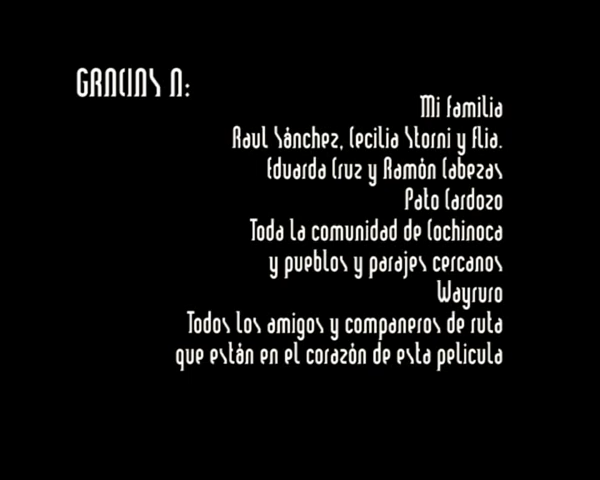 GRACIAS A:
Mi familia
Raul Sánchez, Cecilia Storni y flia.
Eduarda Cruz y Ramón Cabezas
Pato Cardozo
Toda la comunidad de Cochinoca
y pueblos y parajes cercanos
Wayruro
Todos los amigos y companeros de ruta
que están en el corazón de esta pelicula